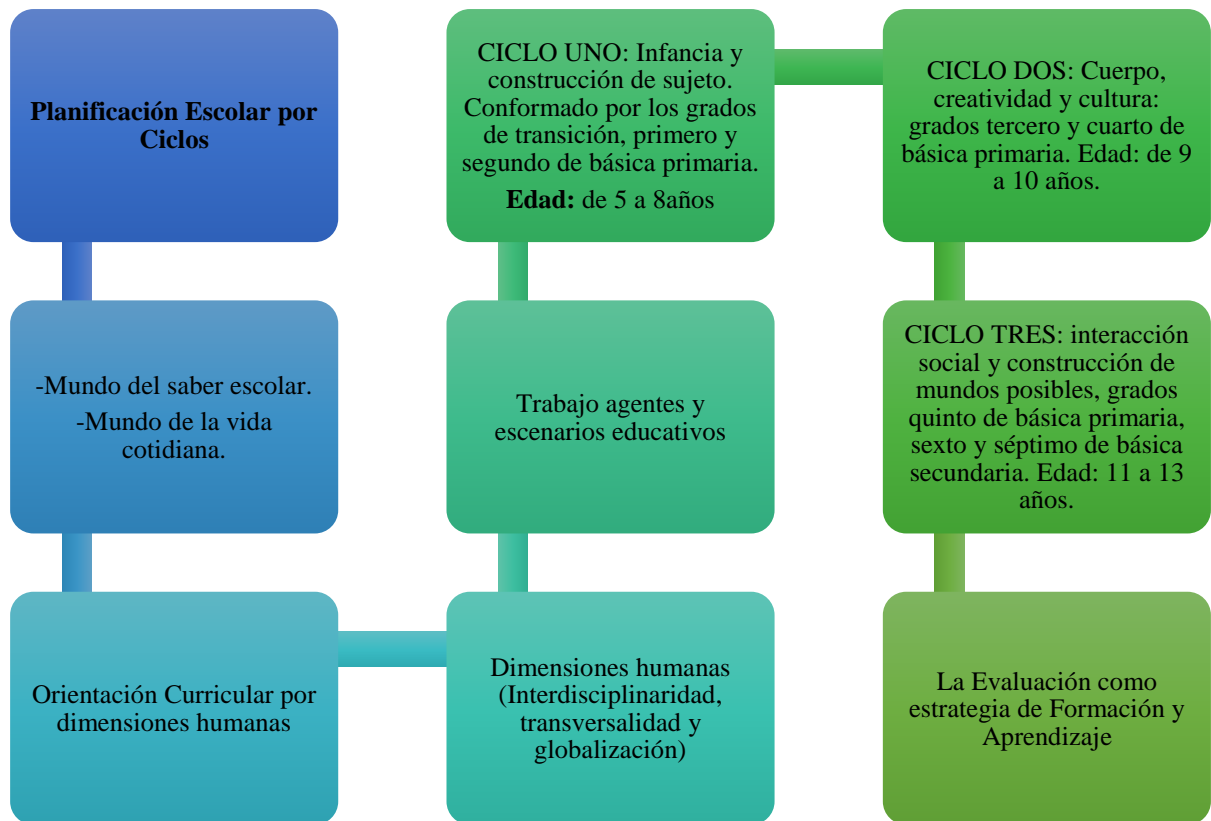 Planificación Escolar por
Ciclos
-Mundo del saber escolar.
-Mundo de la vida
cotidiana.
Orientación Curricular por
dimensiones humanas
Dimensiones humanas
(Interdisciplinaridad,
transversalidad y
globalización)
Trabajo agentes y
escenarios educativos
CICLO UNO: Infancia y
construcción de sujeto.
Conformado por los grados
de transición, primero y
segundo de básica primaria.
Edad: de 5 a 8años
CICLO DOS: Cuerpo,
creatividad y cultura:
grados tercero y cuarto de
básica primaria. Edad: de 9
a 10 años.
CICLO TRES: interacción
social y construcción de
mundos posibles, grados
quinto de básica primaria,
sexto y séptimo de básica
secundaria. Edad: 11 a 13
años.
La Evaluación como
estrategia de Formación y
Aprendizaje